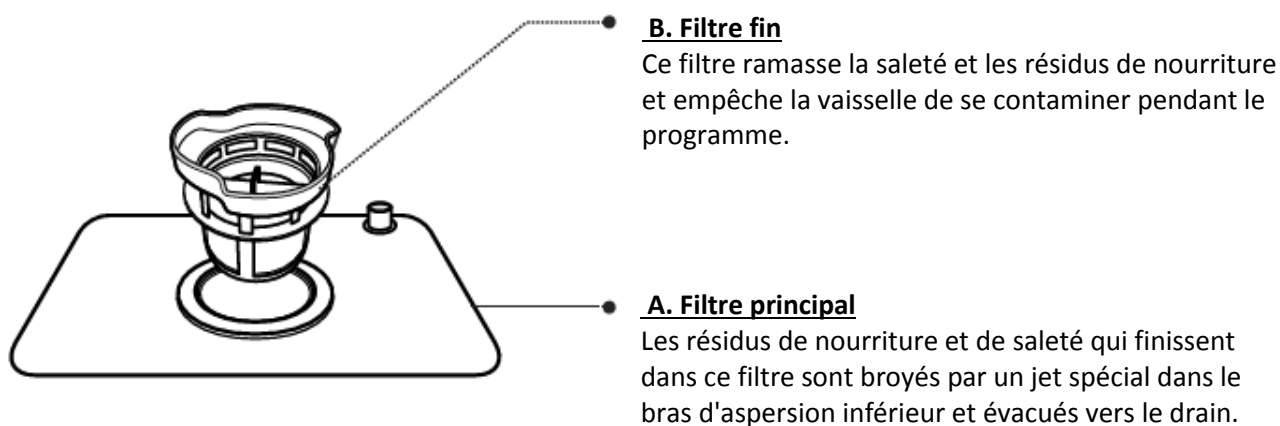 B. Filtre fin
Ce filtre ramasse la saleté et les résidus de nourriture
et empêche la vaisselle de se contaminer pendant le
programme.
A. Filtre principal
Les résidus de nourriture et de saleté qui finissent
dans ce filtre sont broyés par un jet spécial dans le
bras d'aspersion inférieur et évacués vers le drain.